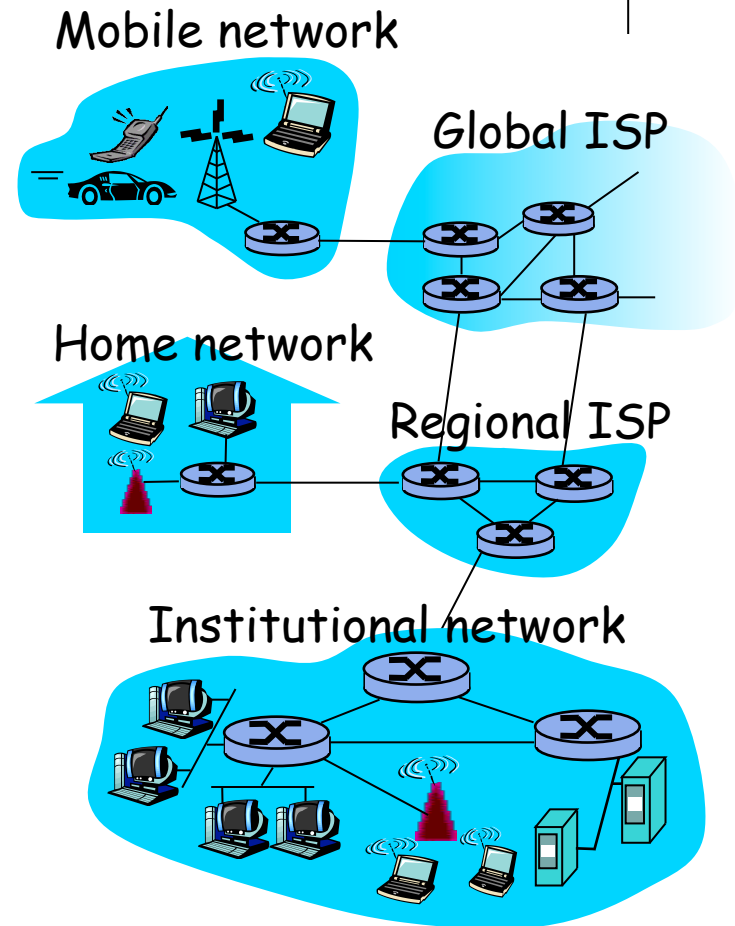 Mobile network
Global ISP
Home network
Regional ISP
Institutional network